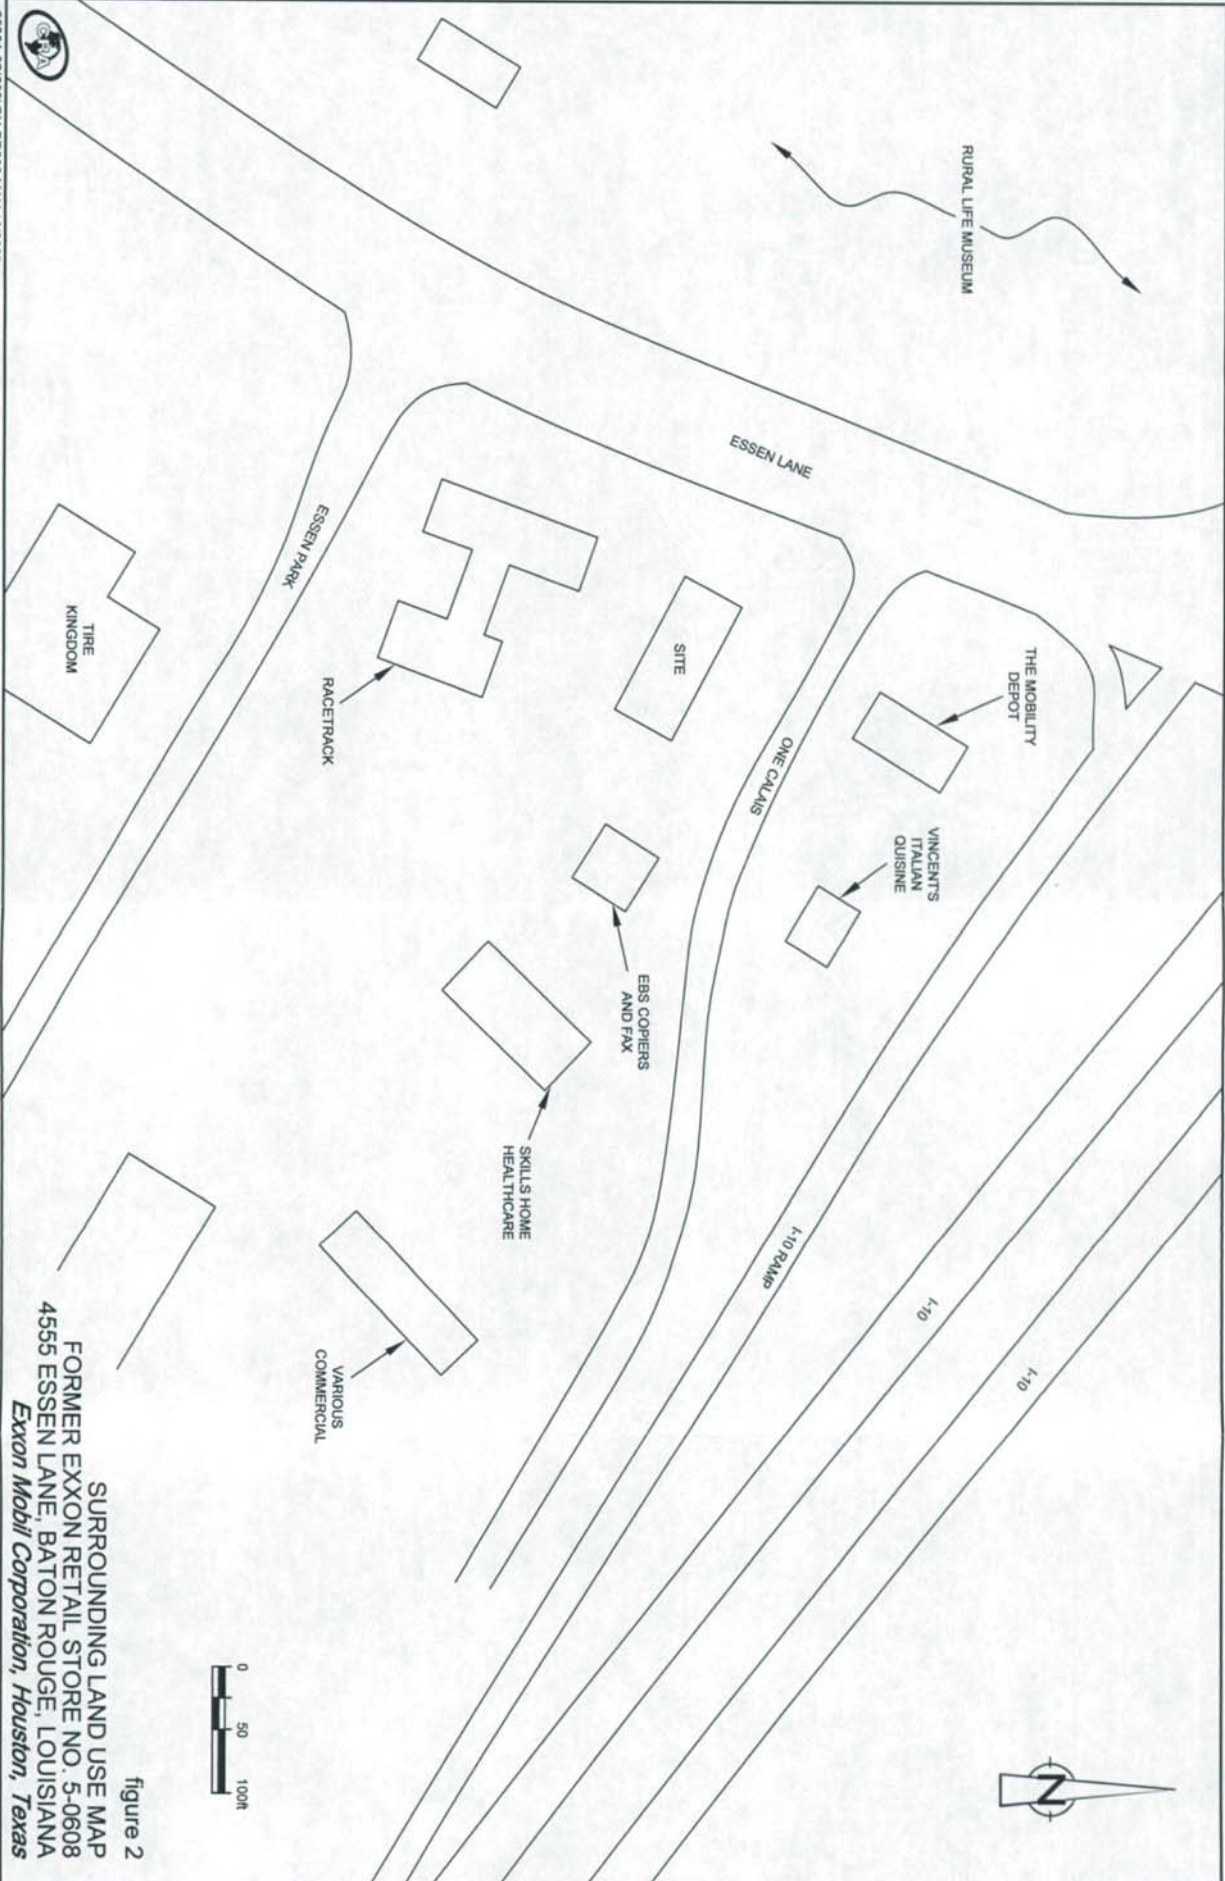 RURAL LIFE MUSEUM
ESSEN LANE
THE MOBILITY
DEPOT
VINCENT'S
ITALIAN
QUISINE
SITE
ONE CALAIS
ESSEN PARK
RACETRACK
TIRE
KINGDOM
EBS COPIERS
AND FAX
SKILLS HOME
HEALTHCARE
VARIOUS
COMMERCIAL
I-10 RAMP
I-10
I-10
N
0 50 100ft
figure 2
SURROUNDING LAND USE MAP
FORMER EXXON RETAIL STORE NO. 5-0608
4555 ESSEN LANE, BATON ROUGE, LOUISIANA
Exxon Mobil Corporation, Houston, Texas
CRA